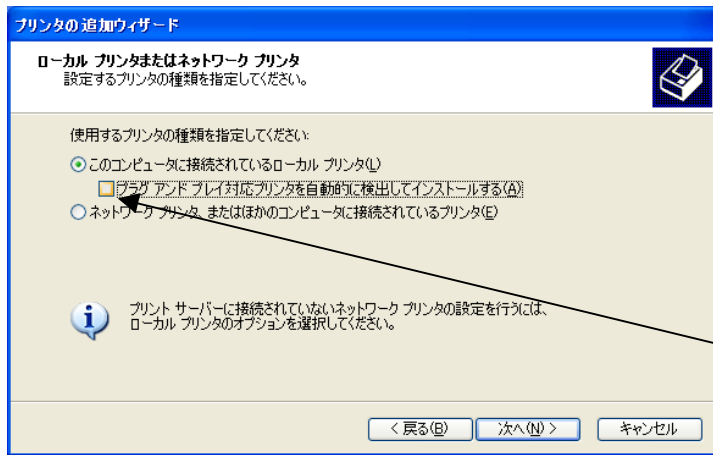 プリンタの追加ウィザード
ローカル プリンタまたはネットワーク プリンタ
設定するプリンタの種類を指定してください。
使用するプリンタの種類を指定してください:
このコンピュータに接続されているローカル プリンタ(L)
プラグ アンド プレイ対応プリンタを自動的に検出してインストールする(A)
ネットワーク プリンタ、またはほかのコンピュータに接続されているプリンタ(E)
プリント サーバーに接続されていないネットワーク プリンタの設定を行うには、
ローカル プリンタのオプションを選択してください。
< 戻る(B) 次へ(N) > キャンセル